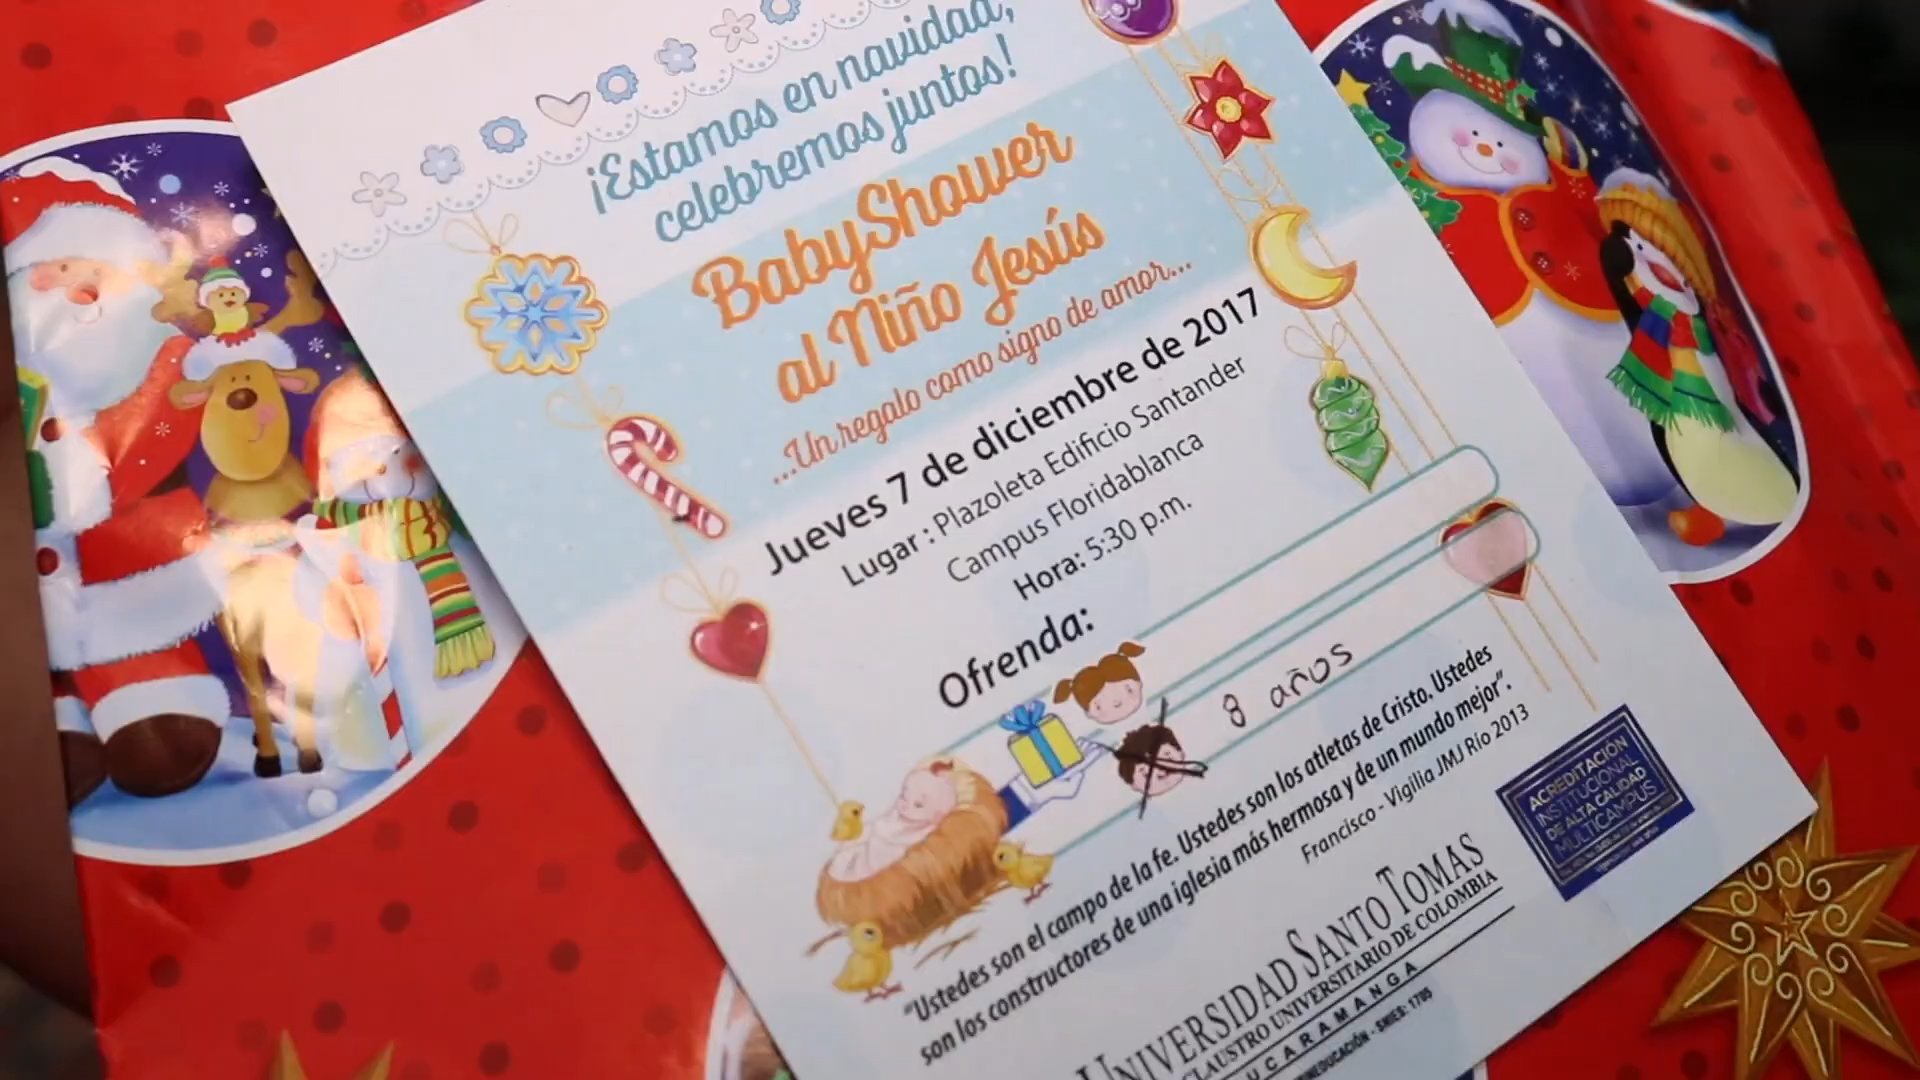 ¡Estamos en navidad,
celebremos juntos!
BabyShower
al Niño Jesús
...Un regalo como signo de amor...
Jueves 7 de diciembre de 2017
Lugar : Plazoleta Edificio Santander
Campus Floridablanca
Hora: 5:30 p.m.
Ofrenda:
8 años
"Ustedes son el campo de la fe. Ustedes son los atletas de Cristo. Ustedes
son los constructores de una iglesia más hermosa y de un mundo mejor".
Francisco - Vigilia JMJ Río 2013
ACREDITACIÓN
INSTITUCIONAL
DE ALTA CALIDAD
MULTICAMPUS
UNIVERSIDAD SANTO TOMÁS
CLAUSTRO UNIVERSITARIO DE COLOMBIA
UCARAMANGA
INEDUCACIÓN - SNIES: 1705